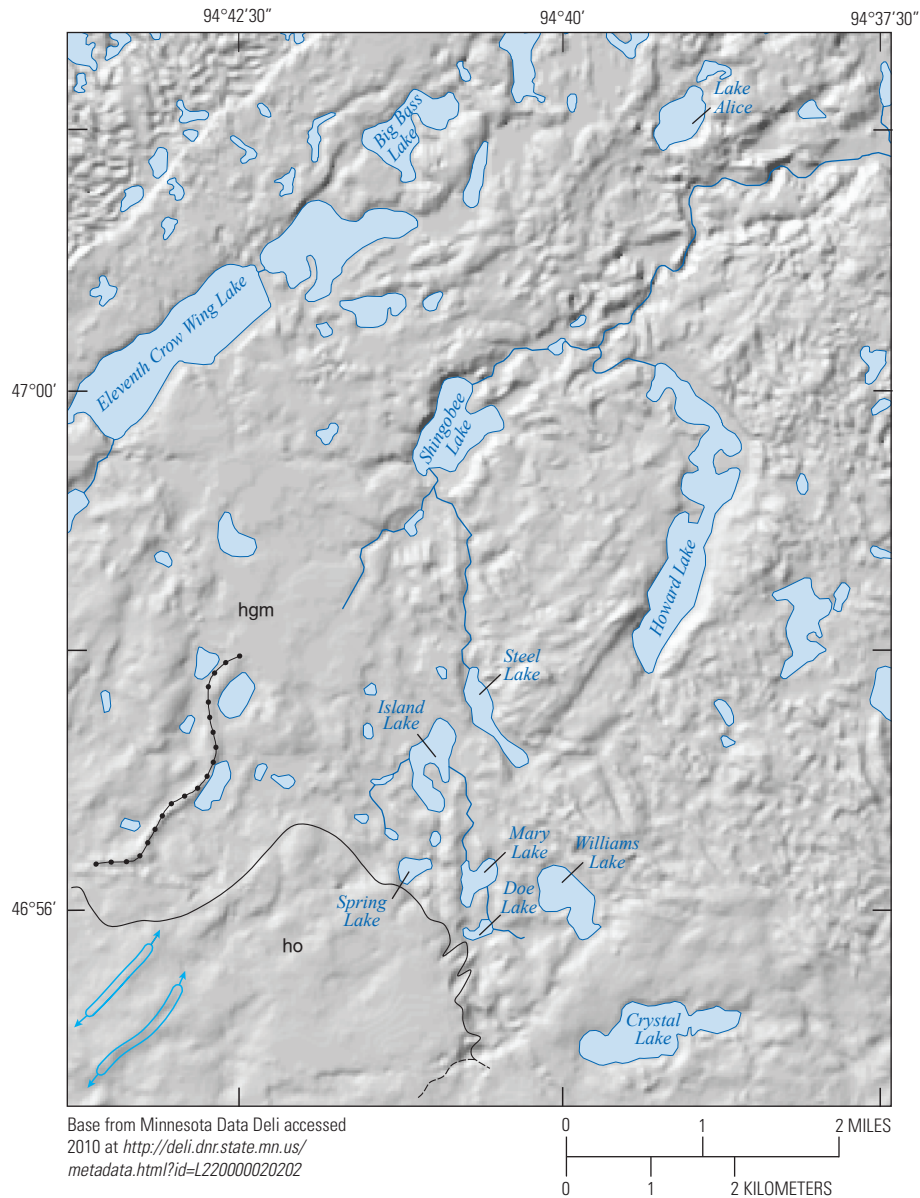 94°42'30"
94°40'
94°37'30"
Lake
Alice
Big Bass
Lake
Eleventh Crow Wing Lake
47°00'
Shingobee
Lake
Howard Lake
hgm
Steel
Lake
Island
Lake
Mary
Lake
Williams
Lake
Doe
Lake
Spring
Lake
46°56'
ho
Crystal
Lake
Base from Minnesota Data Deli accessed
2010 at http://deli.dnr.state.mn.us/
metadata.html?id=L220000020202
0 1 2 MILES
0 1 2 KILOMETERS